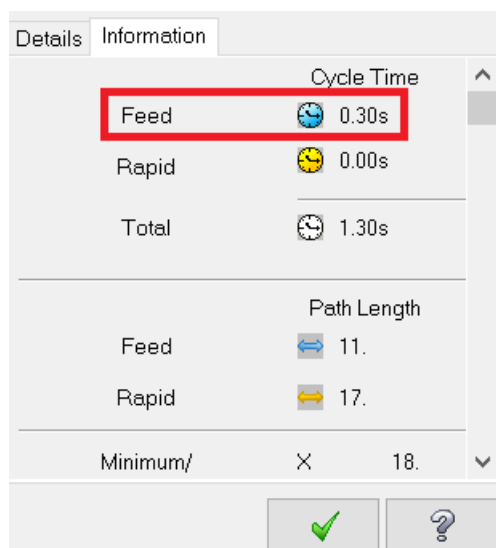 Details Information
Cycle Time
Feed 0.30s
Rapid 0.00s
Total 1.30s
Path Length
Feed 11.
Rapid 17.
Minimum/ X 18.